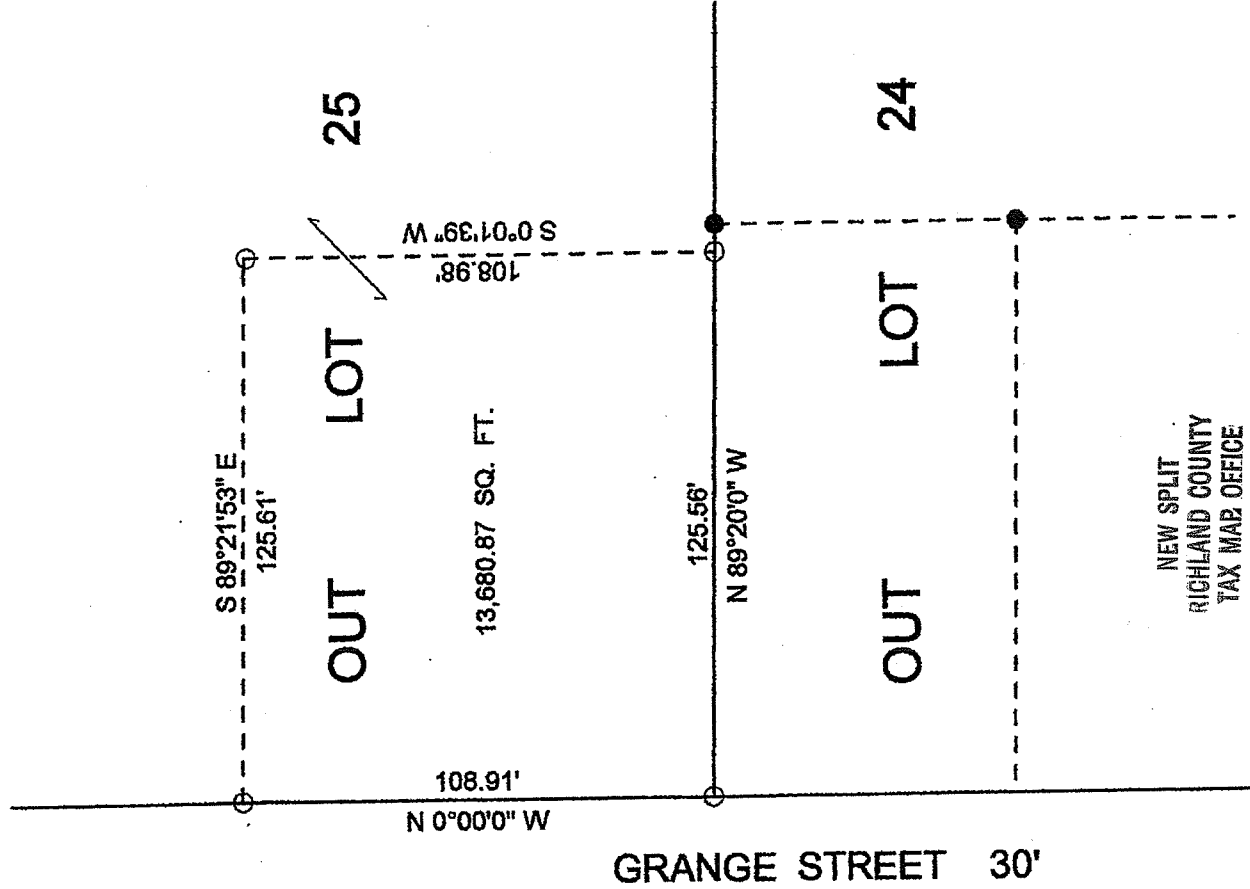 OUT LOT 25
S 89°21'53" E
125.61'
S 0°01'39" W
108.98'
13,680.87 SQ. FT.
125.56'
N 89°20'0" W
108.91'
N 0°00'0" W
OUT LOT 24
NEW SPLIT
RICHLAND COUNTY
TAX MAP OFFICE
GRANGE STREET 30'